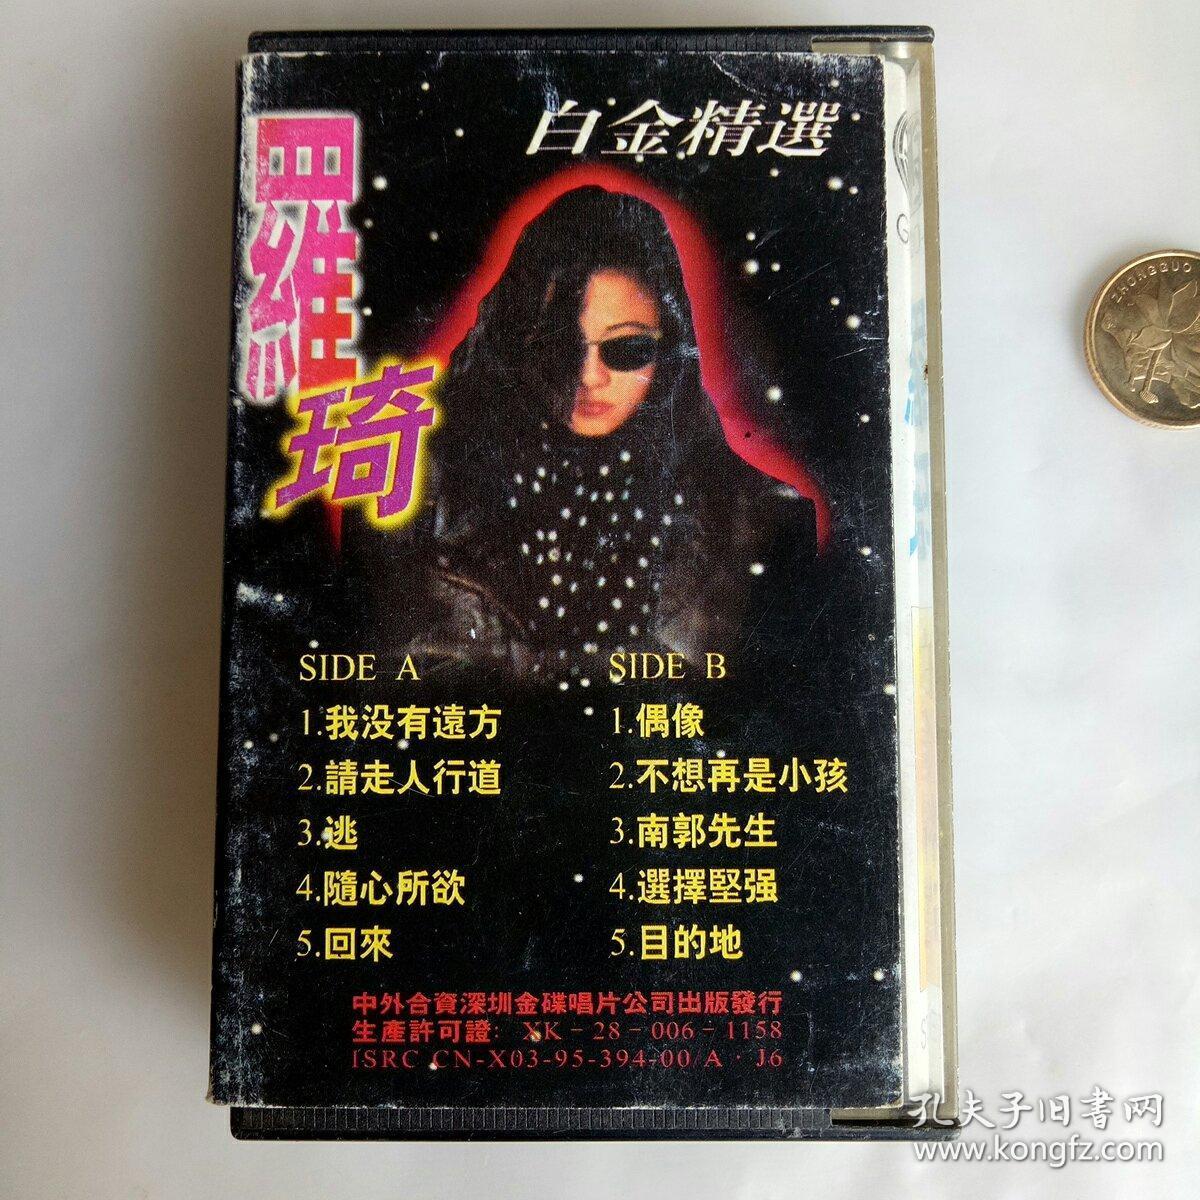 白金精選
羅
琦
SIDE A
1.我没有遠方
2.請走人行道
3.逃
4.隨心所欲
5.回來
SIDE B
1.偶像
2.不想再是小孩
3.南郭先生
4.選擇堅强
5.目的地
中外合資深圳金碟唱片公司出版發行
生產許可證: XK-28-006-1158
ISRC CN-X03-95-394-00/A·J6
ZHONGGUO
孔夫子旧書网
www.kongfz.com